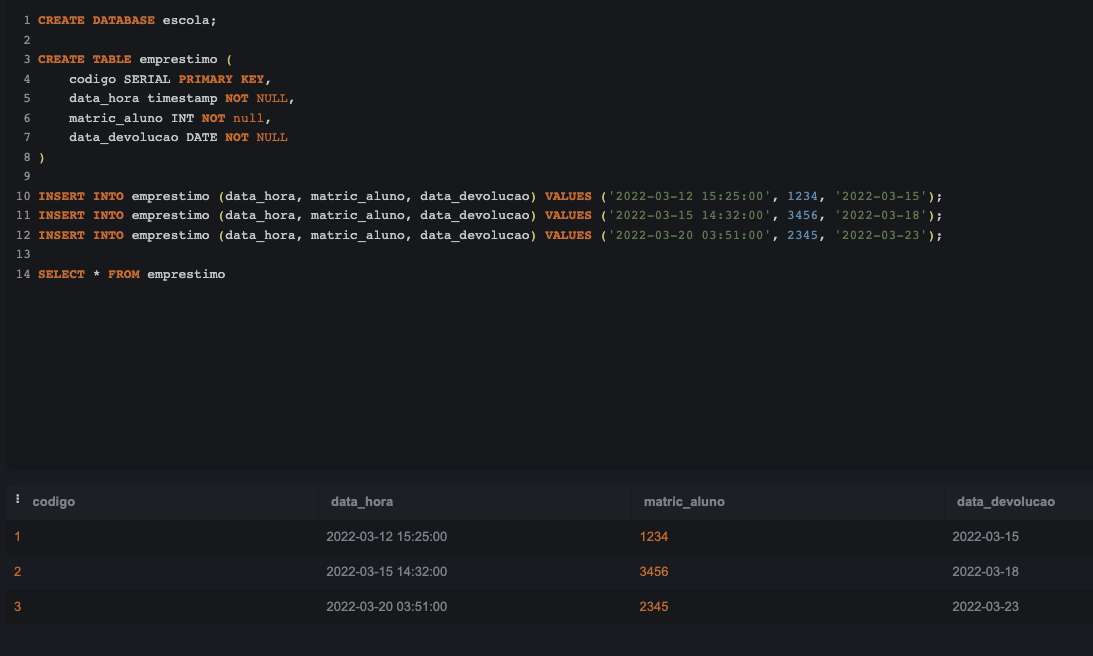 1 CREATE DATABASE escola;
2
3 CREATE TABLE emprestimo (
4     codigo SERIAL PRIMARY KEY,
5     data_hora timestamp NOT NULL,
6     matric_aluno INT NOT null,
7     data_devolucao DATE NOT NULL
8 )
9
10 INSERT INTO emprestimo (data_hora, matric_aluno, data_devolucao) VALUES ('2022-03-12 15:25:00', 1234, '2022-03-15');
11 INSERT INTO emprestimo (data_hora, matric_aluno, data_devolucao) VALUES ('2022-03-15 14:32:00', 3456, '2022-03-18');
12 INSERT INTO emprestimo (data_hora, matric_aluno, data_devolucao) VALUES ('2022-03-20 03:51:00', 2345, '2022-03-23');
13
14 SELECT * FROM emprestimo
codigo data_hora matric_aluno data_devolucao
1 2022-03-12 15:25:00 1234 2022-03-15
2 2022-03-15 14:32:00 3456 2022-03-18
3 2022-03-20 03:51:00 2345 2022-03-23